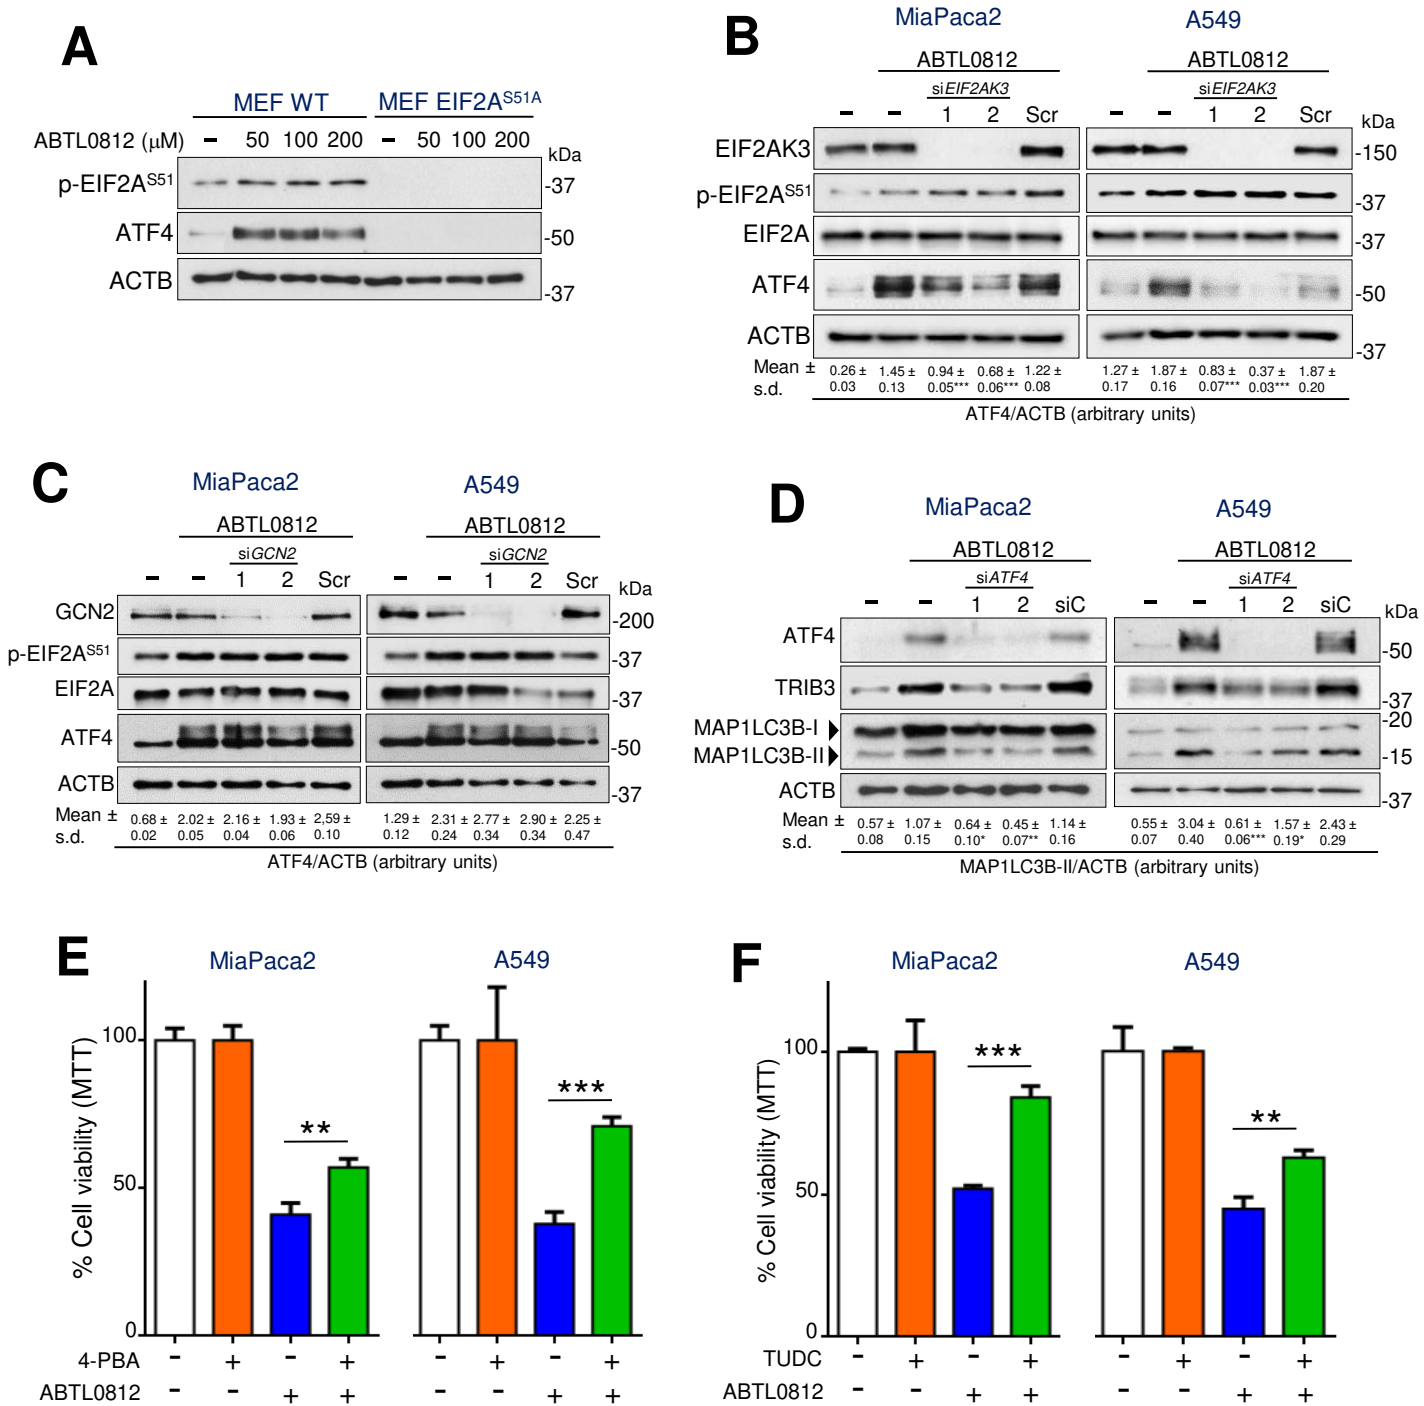 A
MEF WT MEF EIF2A^S51A
ABTL0812 (µM) – 50 100 200 – 50 100 200
kDa
p-EIF2A^S51 -37
ATF4 -50
ACTB -37
B
MiaPaca2 A549
ABTL0812 ABTL0812
siEIF2AK3 siEIF2AK3
– – 1 2 Scr – – 1 2 Scr
kDa
EIF2AK3 -150
p-EIF2A^S51 -37
EIF2A -37
ATF4 -50
ACTB -37
Mean ± 0.26 ± 1.45 ± 0.94 ± 0.68 ± 1.22 ± 1.27 ± 1.87 ± 0.83 ± 0.37 ± 1.87 ±
s.d. 0.03 0.13 0.05*** 0.06*** 0.08 0.17 0.16 0.07*** 0.03*** 0.20
ATF4/ACTB (arbitrary units)
C
MiaPaca2 A549
ABTL0812 ABTL0812
siGCN2 siGCN2
– – 1 2 Scr – – 1 2 Scr
kDa
GCN2 -200
p-EIF2A^S51 -37
EIF2A -37
ATF4 -50
ACTB -37
Mean ± 0.68 ± 2.02 ± 2.16 ± 1.93 ± 2,59 ± 1.29 ± 2.31 ± 2.77 ± 2.90 ± 2.25 ±
s.d. 0.02 0.05 0.04 0.06 0.10 0.12 0.24 0.34 0.34 0.47
ATF4/ACTB (arbitrary units)
D
MiaPaca2 A549
ABTL0812 ABTL0812
siATF4 siATF4
– – 1 2 siC – – 1 2 siC
kDa
ATF4 -50
TRIB3 -37
MAP1LC3B-I -20
MAP1LC3B-II -15
ACTB -37
Mean ± 0.57 ± 1.07 ± 0.64 ± 0.45 ± 1.14 ± 0.55 ± 3.04 ± 0.61 ± 1.57 ± 2.43 ±
s.d. 0.08 0.15 0.10* 0.07** 0.16 0.07 0.40 0.06*** 0.19* 0.29
MAP1LC3B-II/ACTB (arbitrary units)
E
MiaPaca2 A549
% Cell viability (MTT)
100
50
0
** ***
4-PBA - + - + - + - +
ABTL0812 - - + + - - + +
F
MiaPaca2 A549
% Cell viability (MTT)
100
50
0
*** **
TUDC - + - + - + - +
ABTL0812 - - + + - - + +